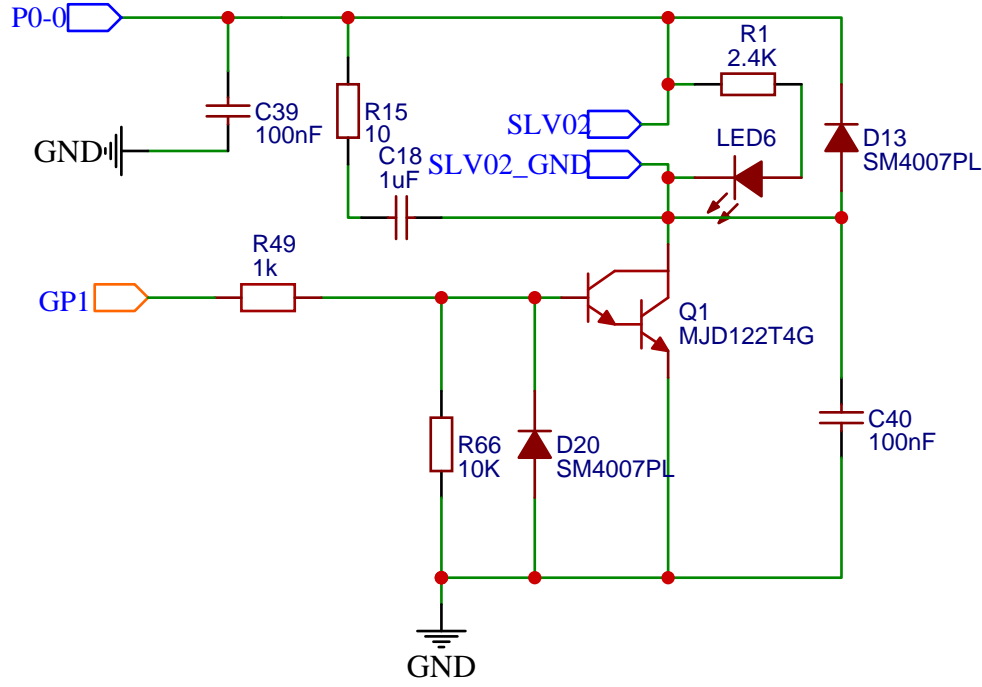 P0-0
R1
2.4K
C39
100nF
R15
10
SLV02
LED6
D13
SM4007PL
GND
C18
1uF
SLV02_GND
R49
1k
GP1
Q1
MJD122T4G
R66
10K
D20
SM4007PL
C40
100nF
GND